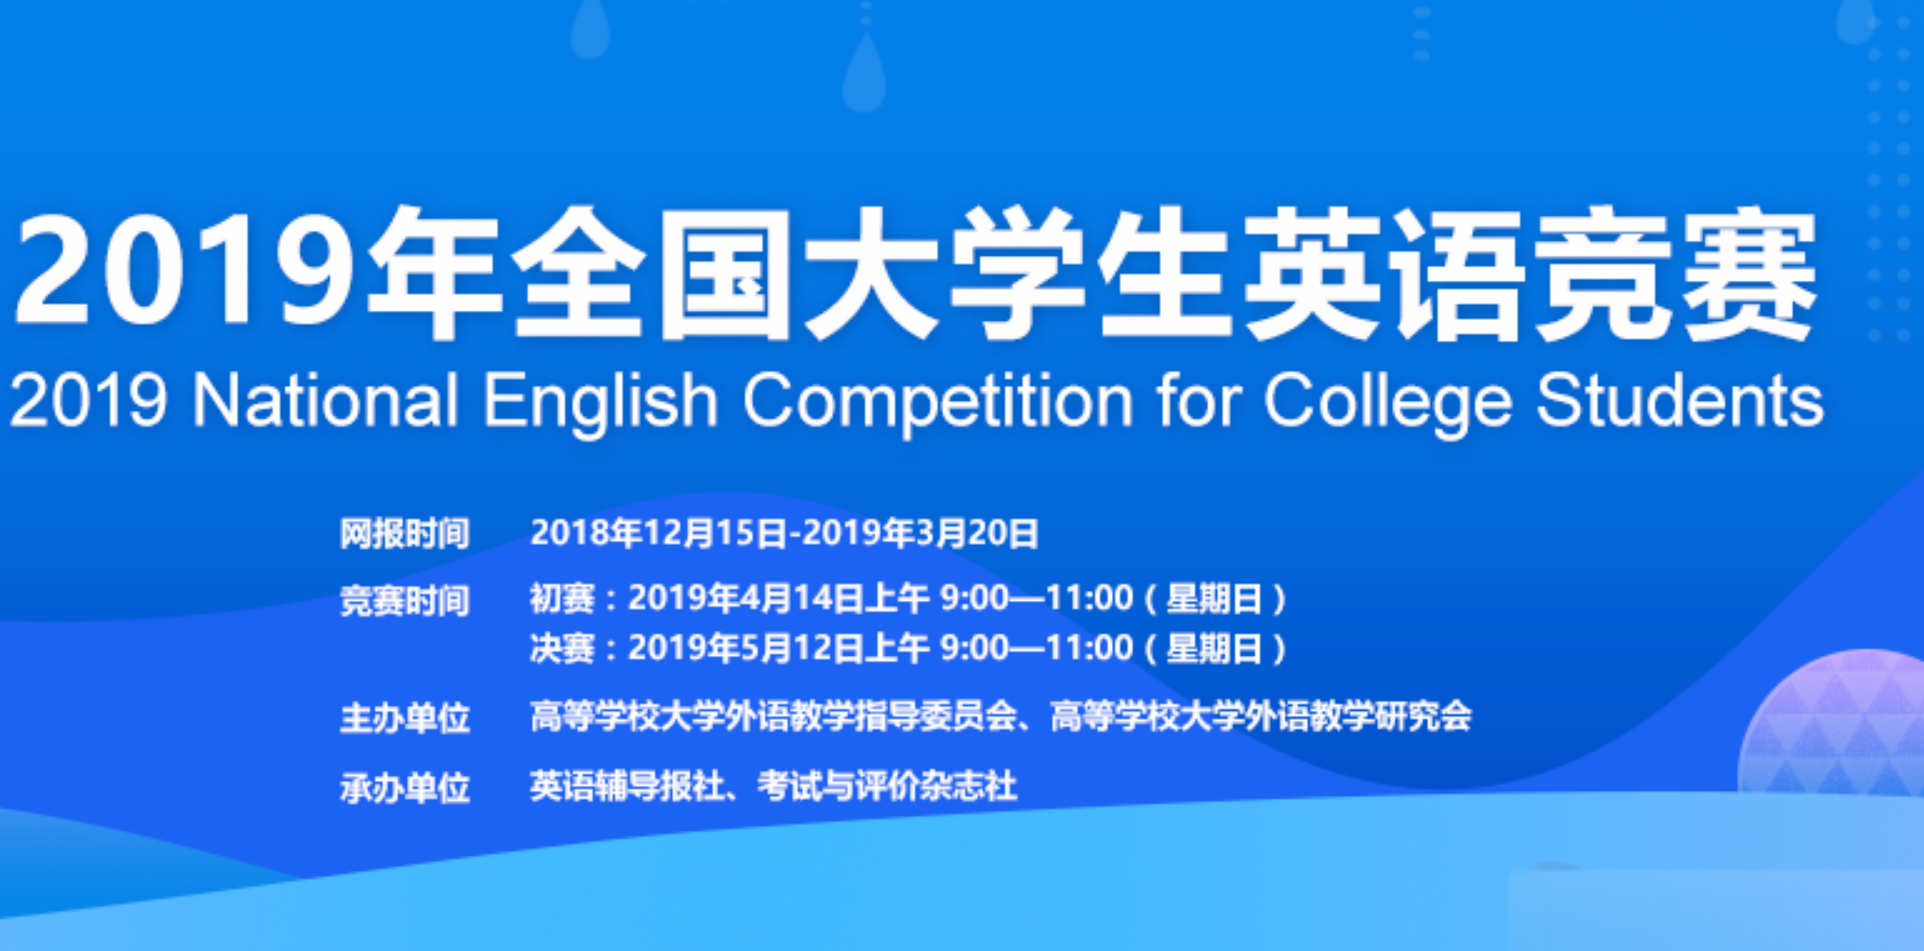 2019年全国大学生英语竞赛
2019 National English Competition for College Students
网报时间 2018年12月15日-2019年3月20日
竞赛时间 初赛：2019年4月14日上午 9:00—11:00（星期日）
决赛：2019年5月12日上午 9:00—11:00（星期日）
主办单位 高等学校大学外语教学指导委员会、高等学校大学外语教学研究会
承办单位 英语辅导报社、考试与评价杂志社